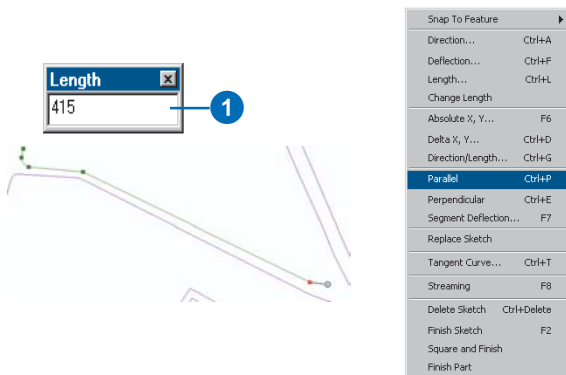 Length
415
1
Snap To Feature
Direction... Ctrl+A
Deflection... Ctrl+F
Length... Ctrl+L
Change Length
Absolute X, Y... F6
Delta X, Y... Ctrl+D
Direction/Length... Ctrl+G
Parallel Ctrl+P
Perpendicular Ctrl+E
Segment Deflection... F7
Replace Sketch
Tangent Curve... Ctrl+T
Streaming F8
Delete Sketch Ctrl+Delete
Finish Sketch F2
Square and Finish
Finish Part